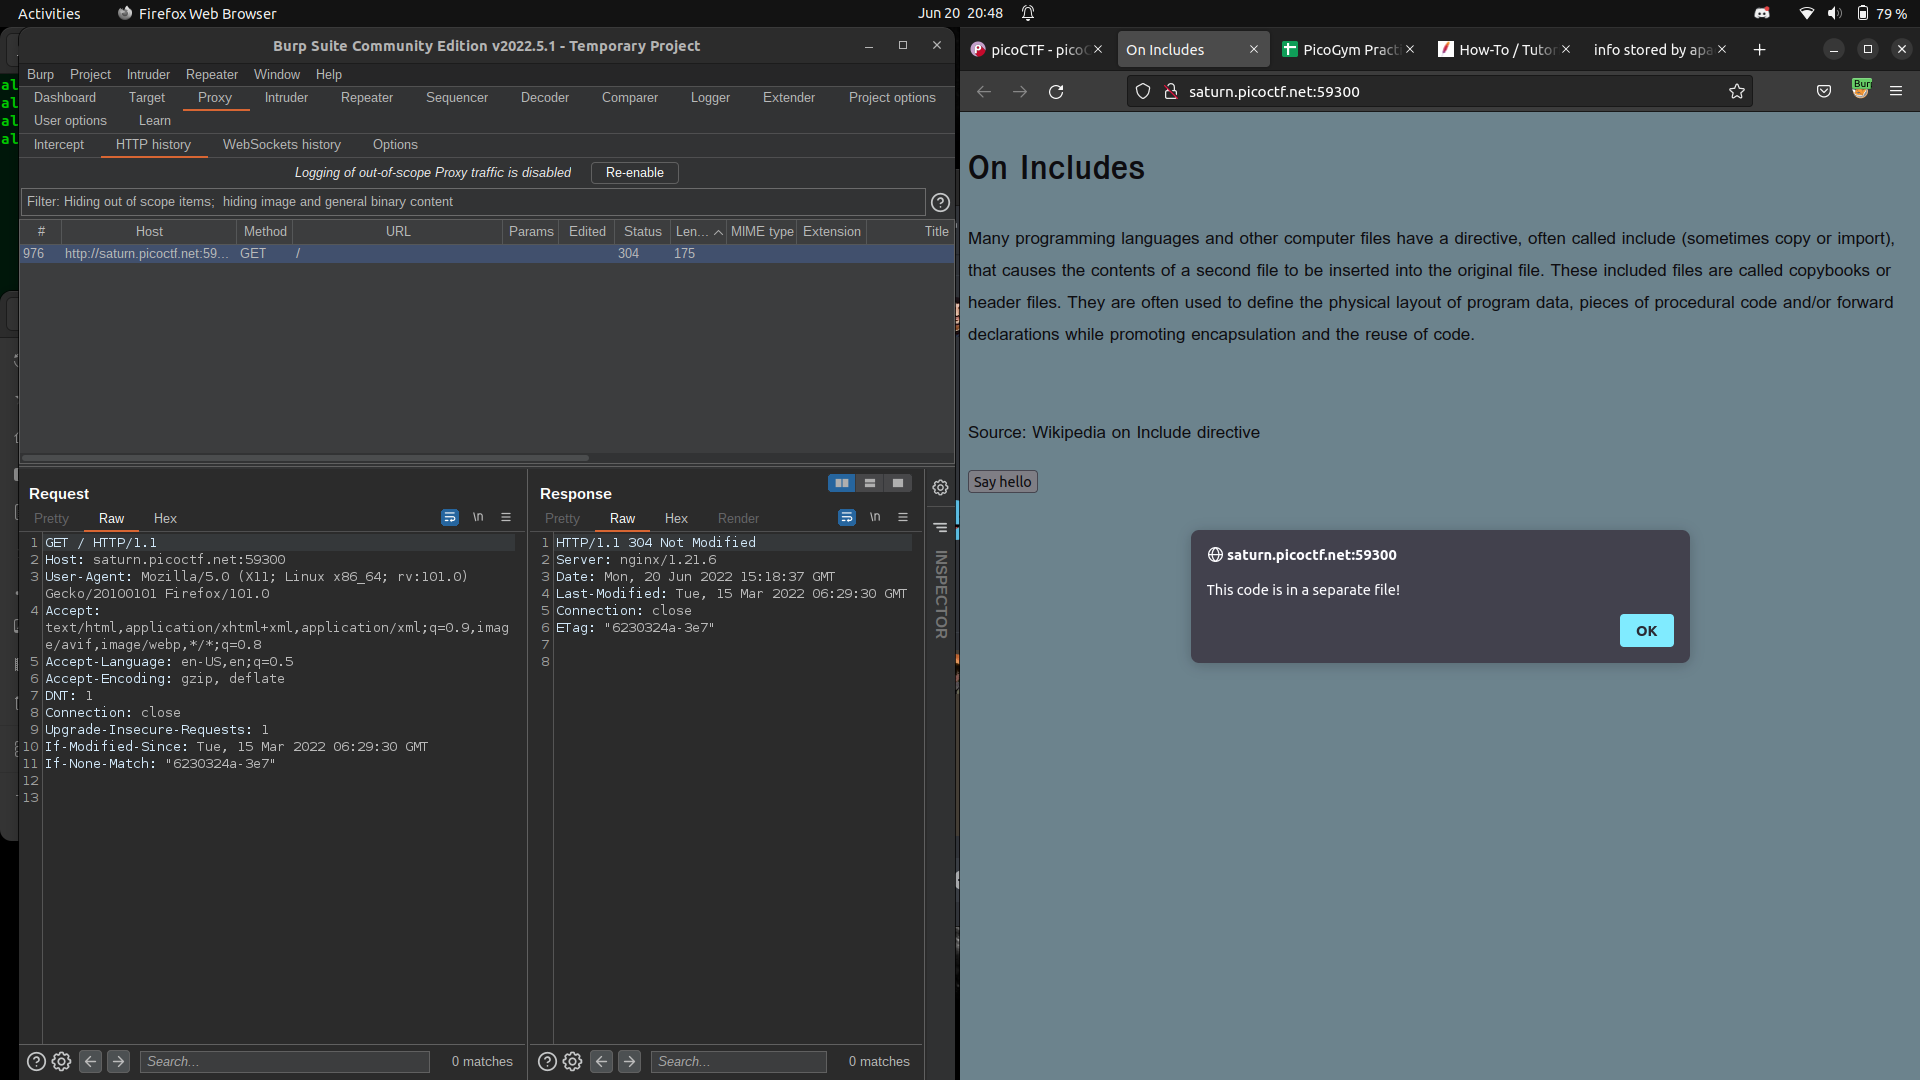 Activities
Firefox Web Browser
Jun 20 20:48
79 %
Burp Suite Community Edition v2022.5.1 - Temporary Project
Burp Project Intruder Repeater Window Help
Dashboard Target Proxy Intruder Repeater Sequencer Decoder Comparer Logger Extender Project options
User options Learn
Intercept HTTP history WebSockets history Options
Logging of out-of-scope Proxy traffic is disabled Re-enable
Filter: Hiding out of scope items; hiding image and general binary content
# Host Method URL Params Edited Status Len... MIME type Extension Title
976 http://saturn.picoctf.net:59... GET / 304 175
Request
Pretty Raw Hex \n
1 GET / HTTP/1.1
2 Host: saturn.picoctf.net:59300
3 User-Agent: Mozilla/5.0 (X11; Linux x86_64; rv:101.0)
Gecko/20100101 Firefox/101.0
4 Accept:
text/html,application/xhtml+xml,application/xml;q=0.9,imag
e/avif,image/webp,*/*;q=0.8
5 Accept-Language: en-US,en;q=0.5
6 Accept-Encoding: gzip, deflate
7 DNT: 1
8 Connection: close
9 Upgrade-Insecure-Requests: 1
10 If-Modified-Since: Tue, 15 Mar 2022 06:29:30 GMT
11 If-None-Match: "6230324a-3e7"
12
13
Search... 0 matches
Response
Pretty Raw Hex Render \n
1 HTTP/1.1 304 Not Modified
2 Server: nginx/1.21.6
3 Date: Mon, 20 Jun 2022 15:18:37 GMT
4 Last-Modified: Tue, 15 Mar 2022 06:29:30 GMT
5 Connection: close
6 ETag: "6230324a-3e7"
7
8
Search... 0 matches
INSPECTOR
al
al
al
al
picoCTF - picoC
On Includes
PicoGym Practi
How-To / Tutor
info stored by apa
saturn.picoctf.net:59300
Burp
On Includes
Many programming languages and other computer files have a directive, often called include (sometimes copy or import),
that causes the contents of a second file to be inserted into the original file. These included files are called copybooks or
header files. They are often used to define the physical layout of program data, pieces of procedural code and/or forward
declarations while promoting encapsulation and the reuse of code.
Source: Wikipedia on Include directive
Say hello
saturn.picoctf.net:59300
This code is in a separate file!
OK